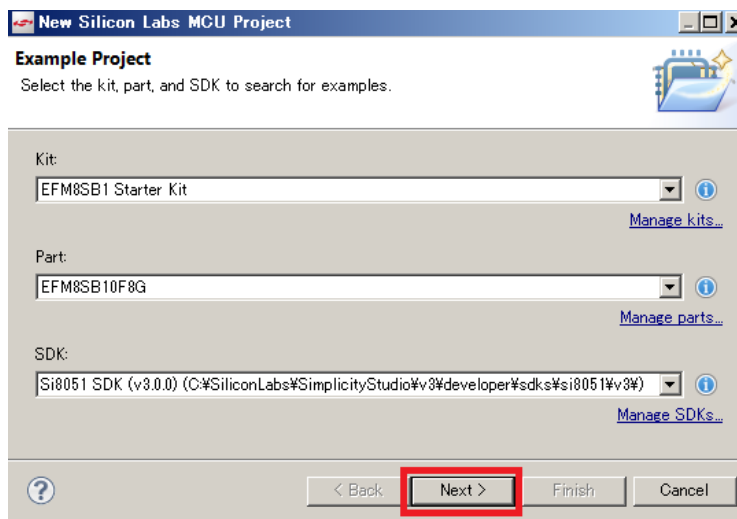 New Silicon Labs MCU Project
Example Project
Select the kit, part, and SDK to search for examples.
Kit:
EFM8SB1 Starter Kit
Manage kits...
Part:
EFM8SB10F8G
Manage parts...
SDK:
Si8051 SDK (v3.0.0) (C:¥SiliconLabs¥SimplicityStudio¥v3¥developer¥sdks¥si8051¥v3¥)
Manage SDKs...
< Back Next > Finish Cancel